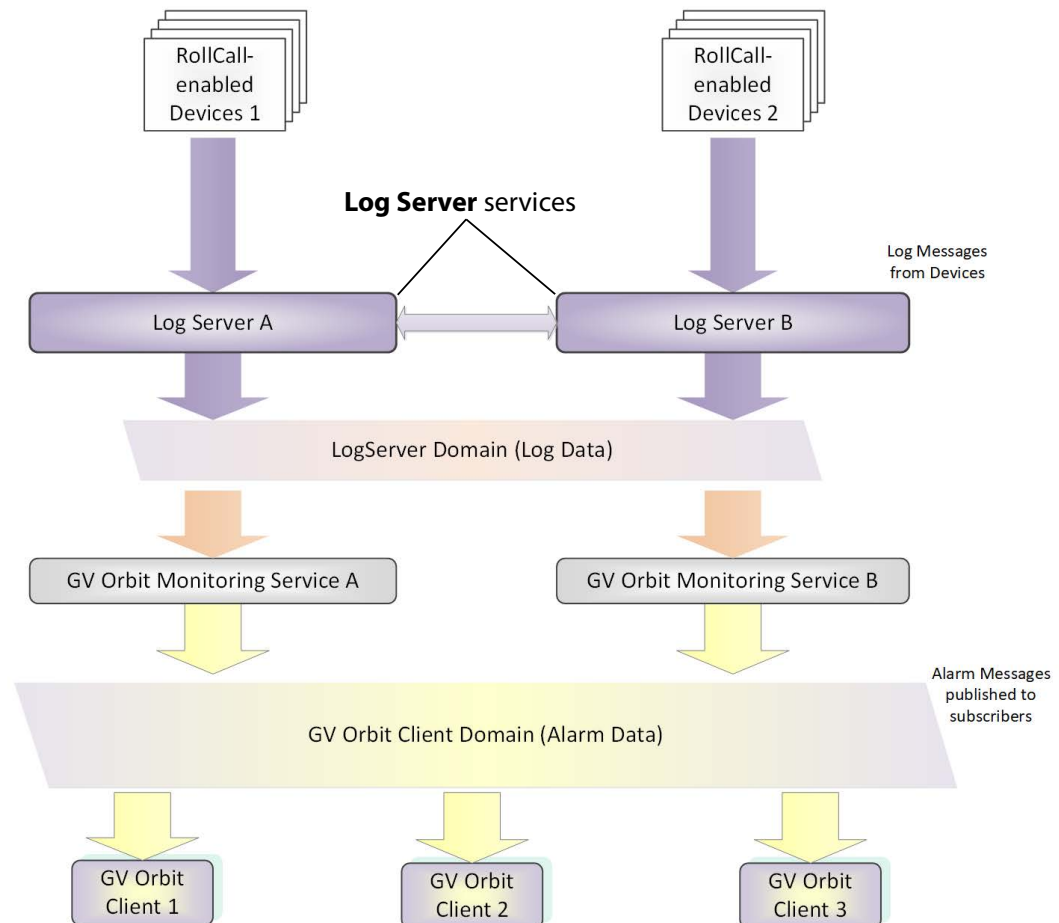 RollCall-
enabled
Devices 1
RollCall-
enabled
Devices 2
Log Server services
Log Messages
from Devices
Log Server A
Log Server B
LogServer Domain (Log Data)
GV Orbit Monitoring Service A
GV Orbit Monitoring Service B
Alarm Messages
published to
subscribers
GV Orbit Client Domain (Alarm Data)
GV Orbit
Client 1
GV Orbit
Client 2
GV Orbit
Client 3